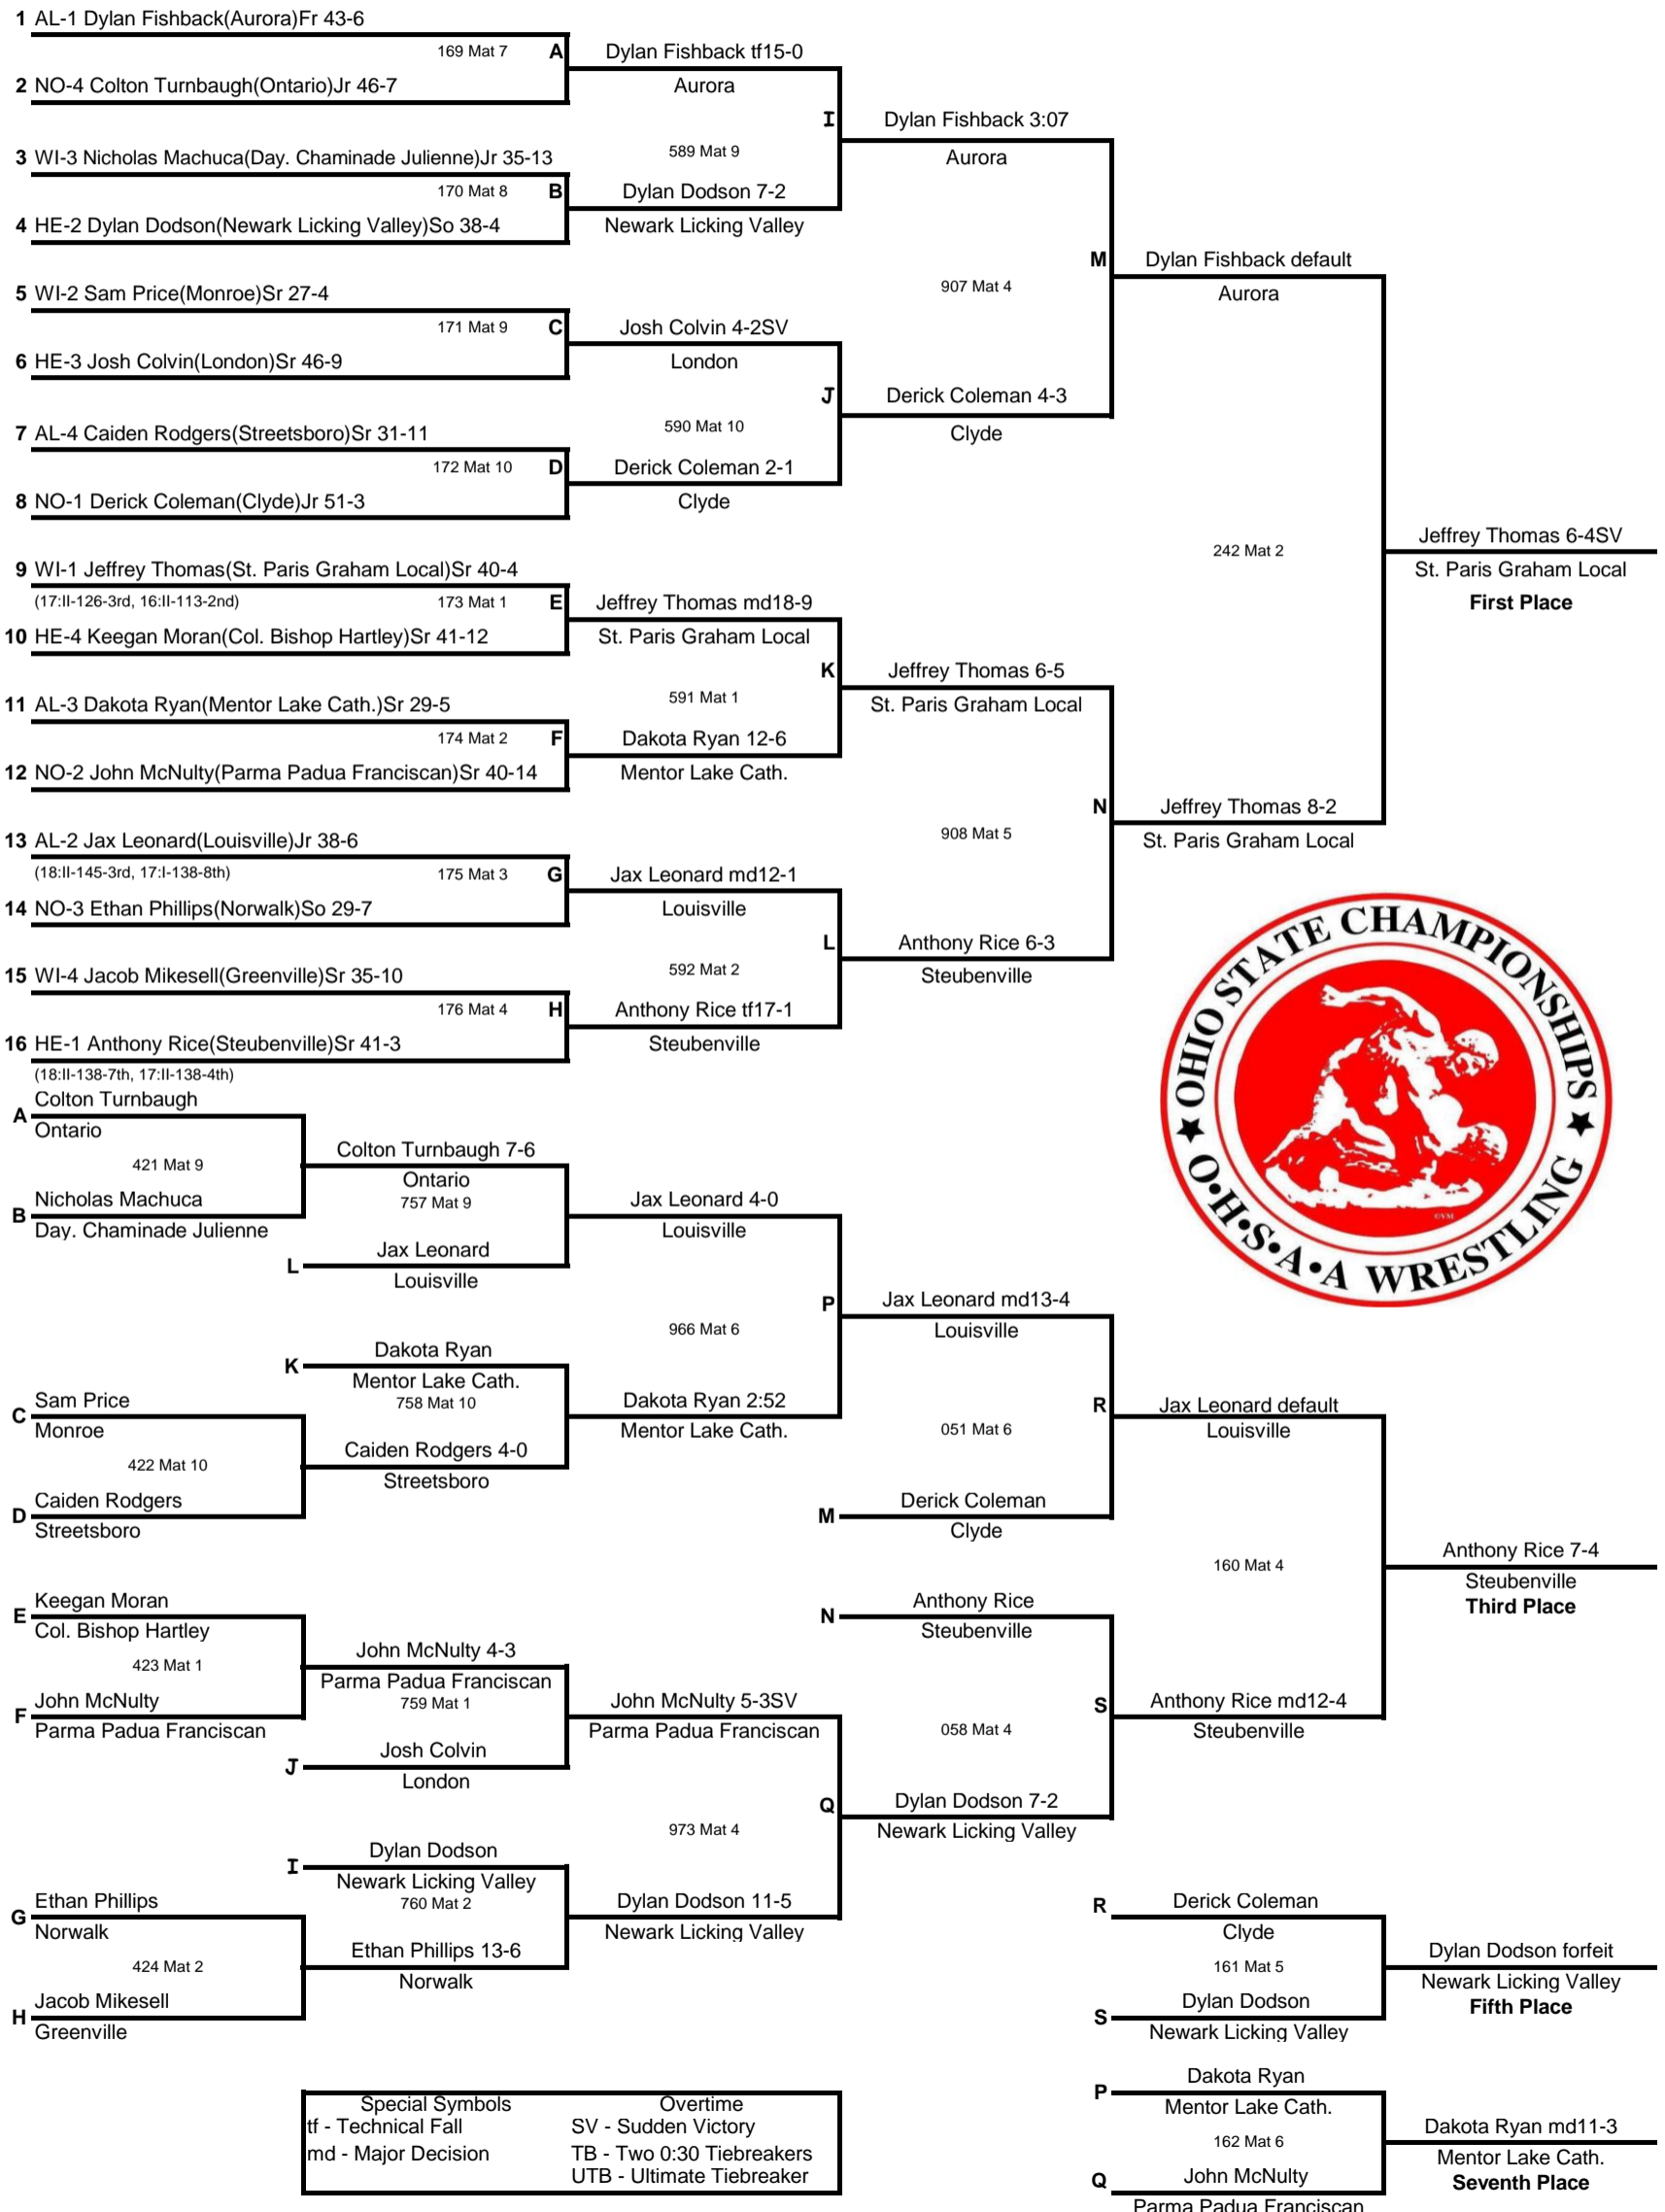 1 AL-1 Dylan Fishback(Aurora)Fr 43-6
169 Mat 7 A
Dylan Fishback tf15-0
Aurora
2 NO-4 Colton Turnbaugh(Ontario)Jr 46-7
I
Dylan Fishback 3:07
Aurora
589 Mat 9
3 WI-3 Nicholas Machuca(Day. Chaminade Julienne)Jr 35-13
170 Mat 8 B
Dylan Dodson 7-2
Newark Licking Valley
4 HE-2 Dylan Dodson(Newark Licking Valley)So 38-4
M
Dylan Fishback default
Aurora
907 Mat 4
5 WI-2 Sam Price(Monroe)Sr 27-4
171 Mat 9 C
Josh Colvin 4-2SV
London
6 HE-3 Josh Colvin(London)Sr 46-9
J
Derick Coleman 4-3
Clyde
590 Mat 10
7 AL-4 Caiden Rodgers(Streetsboro)Sr 31-11
172 Mat 10 D
Derick Coleman 2-1
Clyde
8 NO-1 Derick Coleman(Clyde)Jr 51-3
242 Mat 2
Jeffrey Thomas 6-4SV
St. Paris Graham Local
First Place
9 WI-1 Jeffrey Thomas(St. Paris Graham Local)Sr 40-4
(17:II-126-3rd, 16:II-113-2nd)
173 Mat 1 E
Jeffrey Thomas md18-9
St. Paris Graham Local
10 HE-4 Keegan Moran(Col. Bishop Hartley)Sr 41-12
K
Jeffrey Thomas 6-5
St. Paris Graham Local
591 Mat 1
11 AL-3 Dakota Ryan(Mentor Lake Cath.)Sr 29-5
174 Mat 2 F
Dakota Ryan 12-6
Mentor Lake Cath.
12 NO-2 John McNulty(Parma Padua Franciscan)Sr 40-14
N
Jeffrey Thomas 8-2
St. Paris Graham Local
908 Mat 5
13 AL-2 Jax Leonard(Louisville)Jr 38-6
(18:II-145-3rd, 17:I-138-8th)
175 Mat 3 G
Jax Leonard md12-1
Louisville
14 NO-3 Ethan Phillips(Norwalk)So 29-7
L
Anthony Rice 6-3
Steubenville
592 Mat 2
15 WI-4 Jacob Mikesell(Greenville)Sr 35-10
176 Mat 4 H
Anthony Rice tf17-1
Steubenville
16 HE-1 Anthony Rice(Steubenville)Sr 41-3
(18:II-138-7th, 17:II-138-4th)
★ OHIO STATE CHAMPIONSHIPS ★
O•H•S•A•A WRESTLING
©VM
A Colton Turnbaugh
Ontario
421 Mat 9
Colton Turnbaugh 7-6
Ontario
B Nicholas Machuca
Day. Chaminade Julienne
757 Mat 9
Jax Leonard 4-0
Louisville
L Jax Leonard
Louisville
P
Jax Leonard md13-4
Louisville
966 Mat 6
K Dakota Ryan
Mentor Lake Cath.
758 Mat 10
Dakota Ryan 2:52
Mentor Lake Cath.
C Sam Price
Monroe
422 Mat 10
Caiden Rodgers 4-0
Streetsboro
D Caiden Rodgers
Streetsboro
R
Jax Leonard default
Louisville
051 Mat 6
M Derick Coleman
Clyde
160 Mat 4
Anthony Rice 7-4
Steubenville
Third Place
E Keegan Moran
Col. Bishop Hartley
423 Mat 1
John McNulty 4-3
Parma Padua Franciscan
F John McNulty
Parma Padua Franciscan
759 Mat 1
John McNulty 5-3SV
Parma Padua Franciscan
J Josh Colvin
London
N Anthony Rice
Steubenville
058 Mat 4
S
Anthony Rice md12-4
Steubenville
Q
Dylan Dodson 7-2
Newark Licking Valley
973 Mat 4
I Dylan Dodson
Newark Licking Valley
760 Mat 2
Dylan Dodson 11-5
Newark Licking Valley
G Ethan Phillips
Norwalk
424 Mat 2
Ethan Phillips 13-6
Norwalk
H Jacob Mikesell
Greenville
R Derick Coleman
Clyde
161 Mat 5
Dylan Dodson forfeit
Newark Licking Valley
Fifth Place
S Dylan Dodson
Newark Licking Valley
P Dakota Ryan
Mentor Lake Cath.
162 Mat 6
Dakota Ryan md11-3
Mentor Lake Cath.
Seventh Place
Q John McNulty
Parma Padua Franciscan
Special Symbols Overtime
tf - Technical Fall SV - Sudden Victory
md - Major Decision TB - Two 0:30 Tiebreakers
UTB - Ultimate Tiebreaker